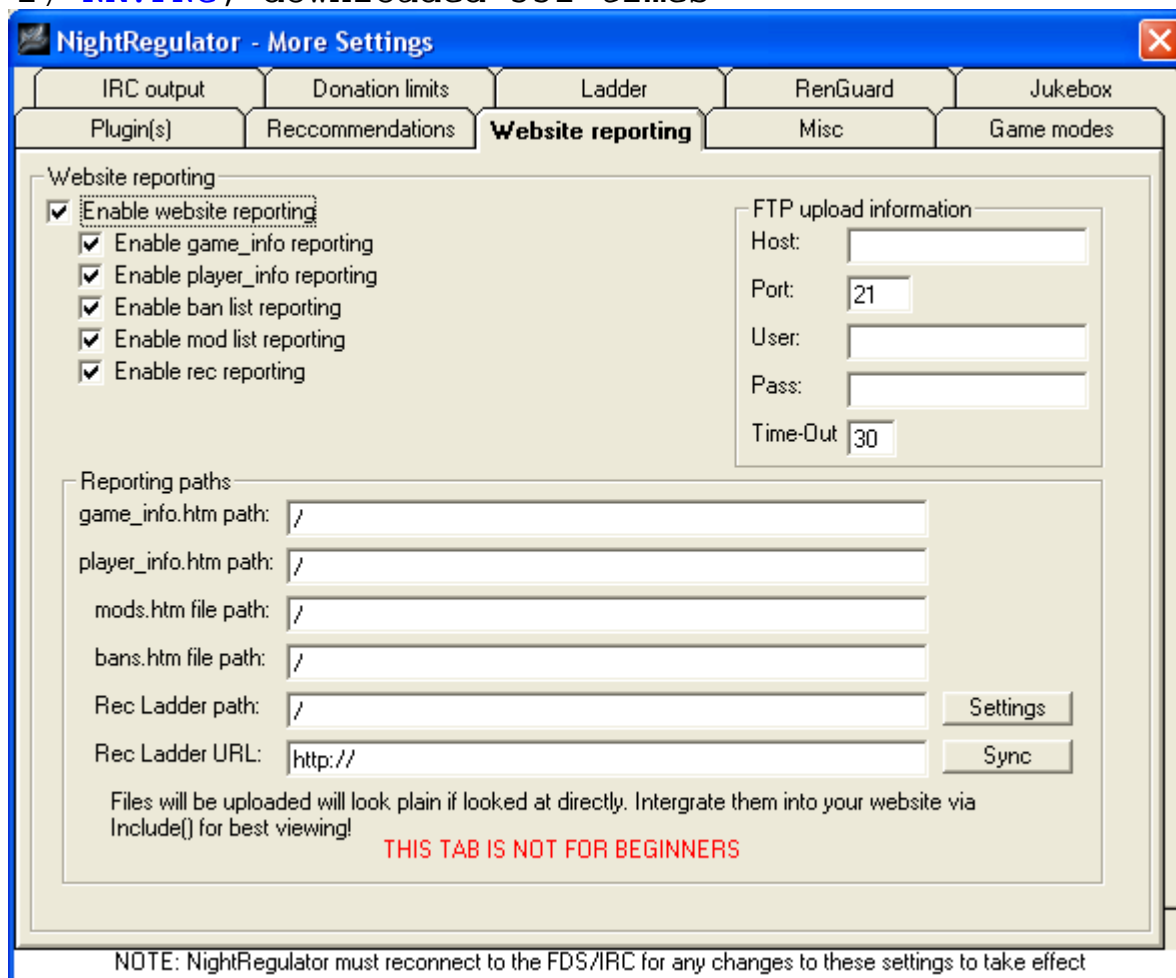 NightRegulator - More Settings
IRC output Donation limits Ladder RenGuard Jukebox
Plugin(s) Reccommendations Website reporting Misc Game modes
Website reporting
Enable website reporting
Enable game_info reporting
Enable player_info reporting
Enable ban list reporting
Enable mod list reporting
Enable rec reporting
FTP upload information
Host:
Port: 21
User:
Pass:
Time-Out 30
Reporting paths
game_info.htm path: /
player_info.htm path: /
mods.htm file path: /
bans.htm file path: /
Rec Ladder path: / Settings
Rec Ladder URL: http:// Sync
Files will be uploaded will look plain if looked at directly. Intergrate them into your website via
Include() for best viewing!
THIS TAB IS NOT FOR BEGINNERS
NOTE: NightRegulator must reconnect to the FDS/IRC for any changes to these settings to take effect